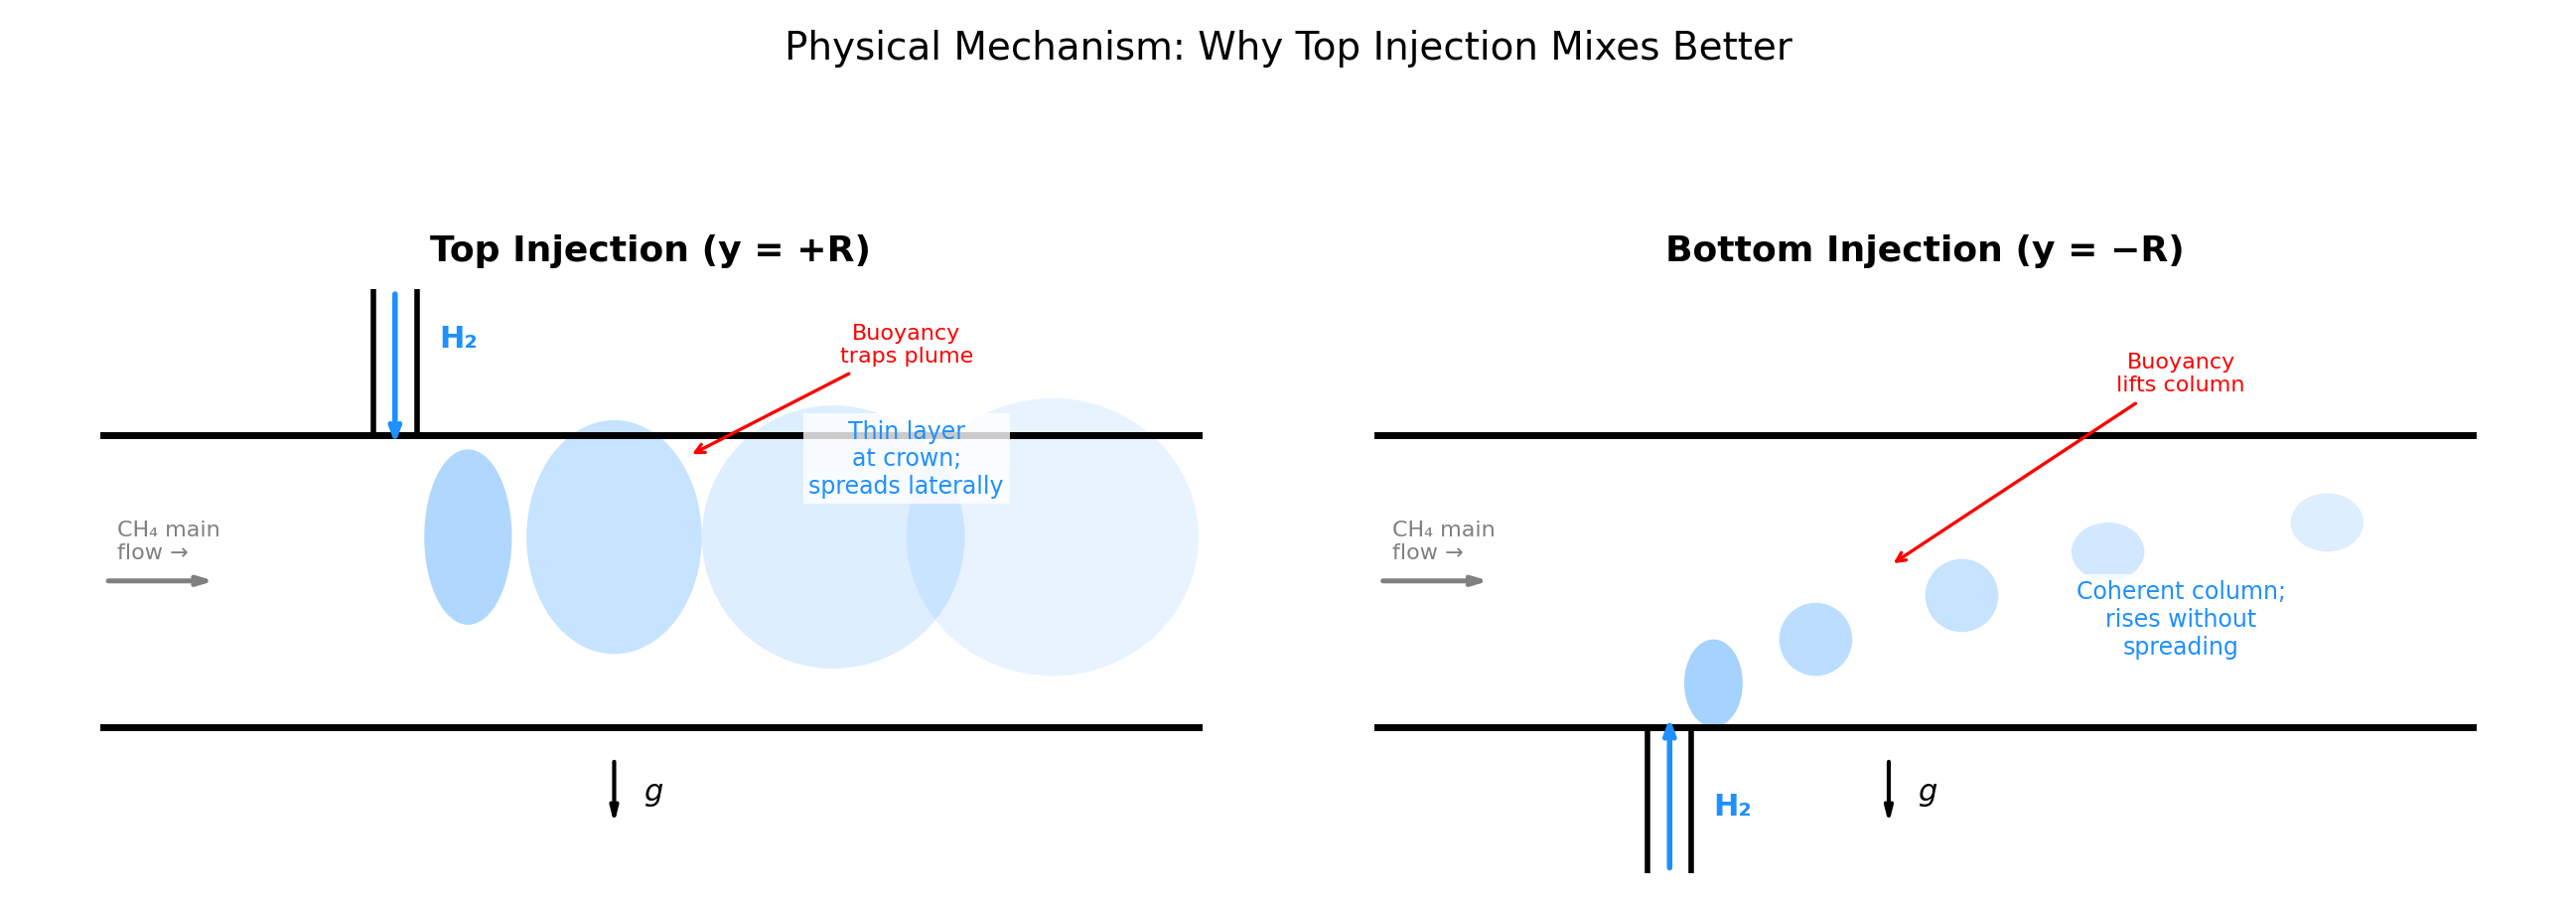 Physical Mechanism: Why Top Injection Mixes Better
Top Injection (y = +R)
H₂
Buoyancy
traps plume
Thin layer
at crown;
spreads laterally
CH₄ main
flow →
g
Bottom Injection (y = −R)
Buoyancy
lifts column
CH₄ main
flow →
Coherent column;
rises without
spreading
H₂
g